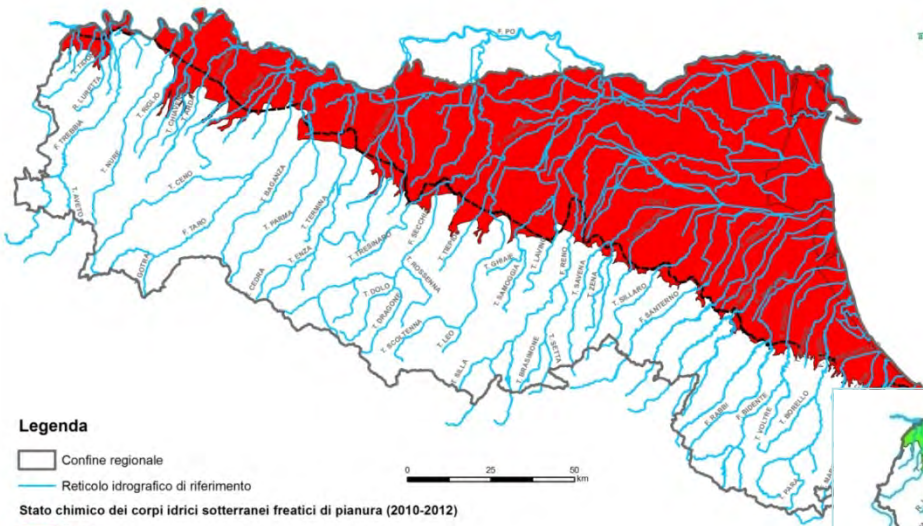 F. PO
T. TIDONE
T. LURETTA
F. TREBBIA
T. RIGLIO
T. CHIAVENNA
T. ARDA
T. NURE
T. AVETO
T. CENO
F. TARO
T. BAGANZA
T. PARMA
T. TERMINA
T. ENZA
T. TRESINARO
F. SECCHIA
T. TIEPIDO
T. ROSSENNA
T. DOLO
T. DRAGONE
T. SCOLTENNA
T. LEO
T. GHIAIE
T. SAMOGGIA
T. LAVINO
F. RENO
T. SAVENA
T. ZENA
T. SILLARO
F. SANTERNO
T. SILLA
T. BRASIMONE
T. SETTA
GOTRA
CEDRA
F. RABBI
F. BIDENTE
T. VOLTRE
T. BORELLO
T. PARA
Legenda
Confine regionale
Reticolo idrografico di riferimento
0 25 50
km
Stato chimico dei corpi idrici sotterranei freatici di pianura (2010-2012)